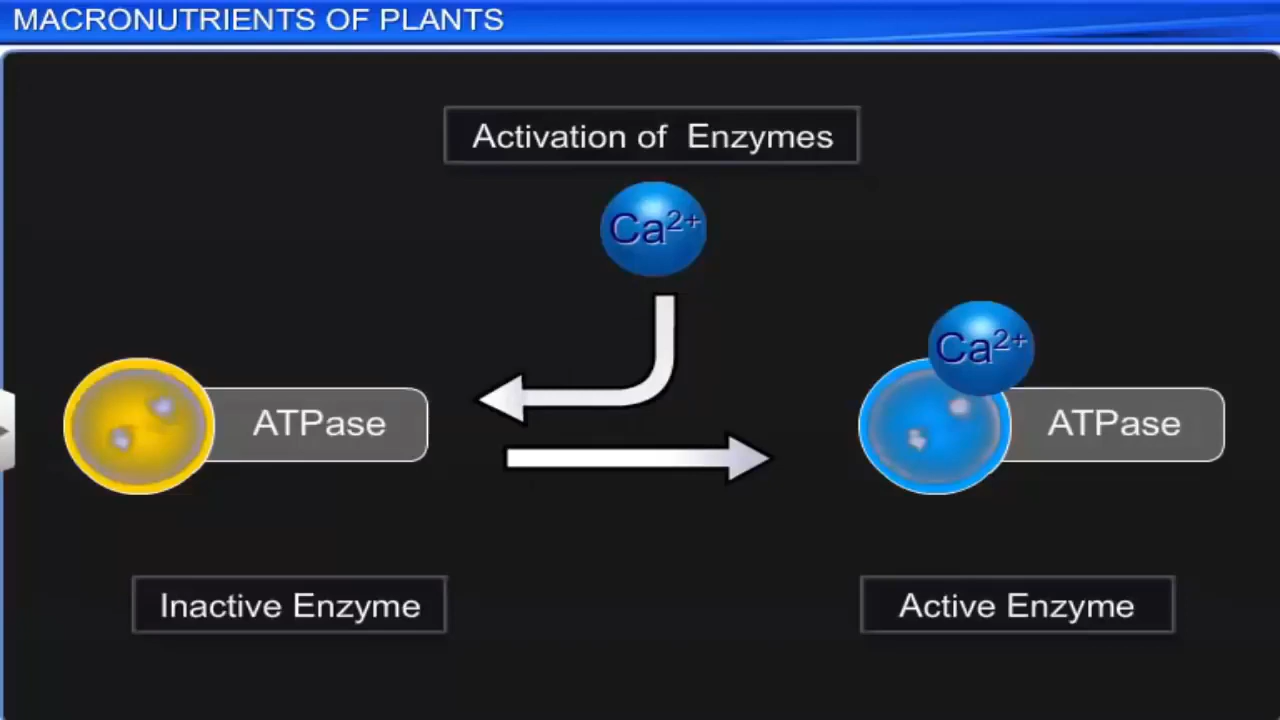 MACRONUTRIENTS OF PLANTS
Activation of Enzymes
Ca²⁺
Ca²⁺
ATPase
ATPase
Inactive Enzyme
Active Enzyme